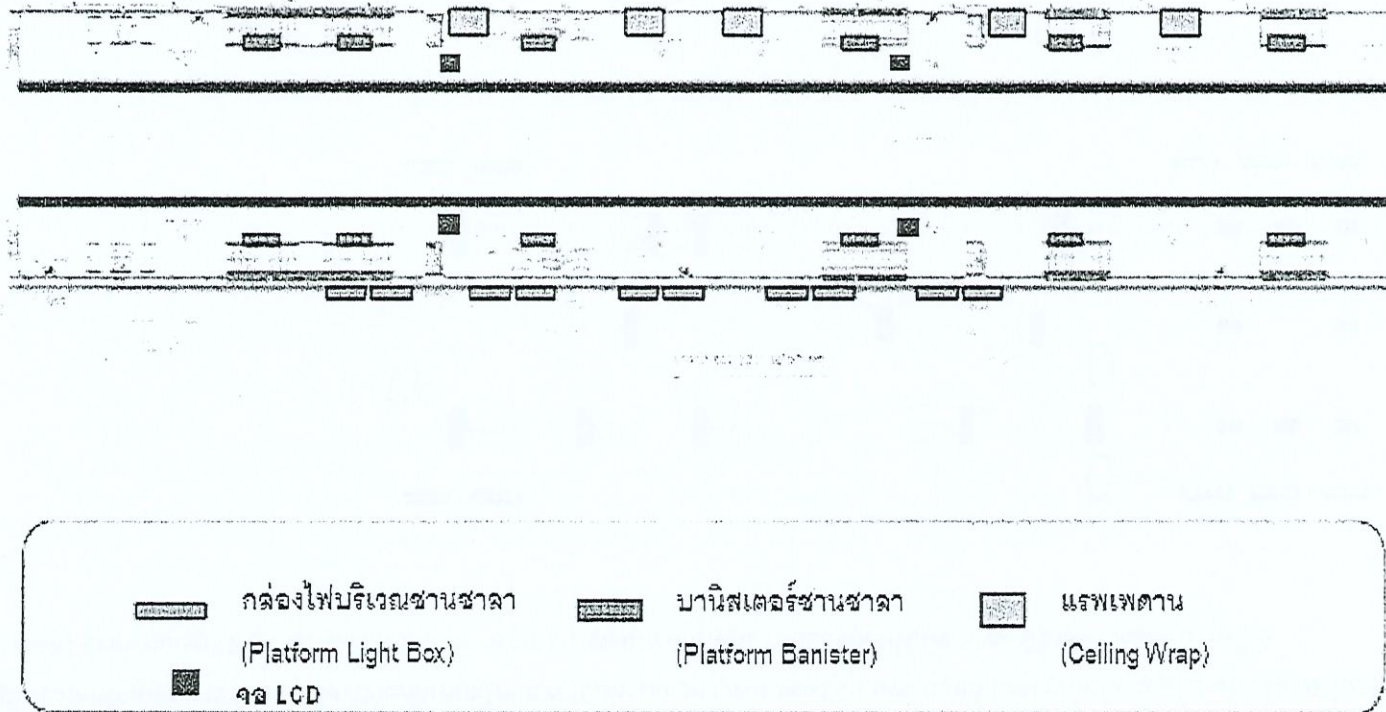 กล่องไฟบริเวณชานชาลา
(Platform Light Box)
จอ LCD
บานิสเตอร์ชานชาลา
(Platform Banister)
แรพเพดาน
(Ceiling Wrap)